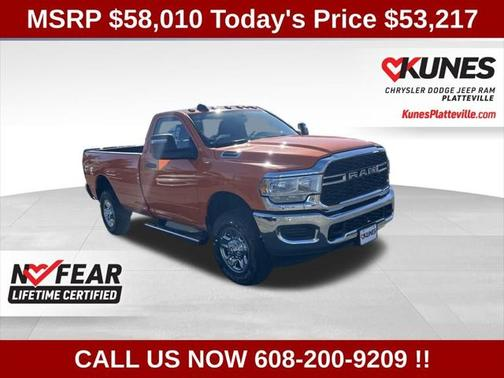 MSRP $58,010 Today's Price $53,217
KUNES
CHRYSLER DODGE JEEP RAM
PLATTEVILLE
KunesPlatteville.com
RAM
KUNES
NO FEAR
LIFETIME CERTIFIED
CALL US NOW 608-200-9209 !!